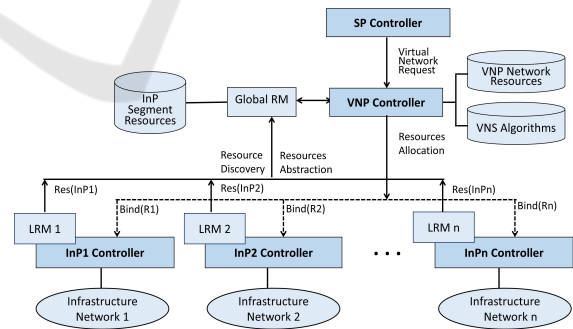 SP Controller
Virtual
Network
Request
InP
Segment
Resources
Global RM
VNP Controller
VNP Network
Resources
VNS Algorithms
Resource
Discovery
Resources
Abstraction
Resources
Allocation
Res(InP1)
Res(InP2)
Res(InPn)
LRM 1
Bind(R1)
LRM 2
Bind(R2)
LRM n
Bind(Rn)
InP1 Controller
InP2 Controller
• • •
InPn Controller
Infrastructure
Network 1
Infrastructure
Network 2
Infrastructure
Network n